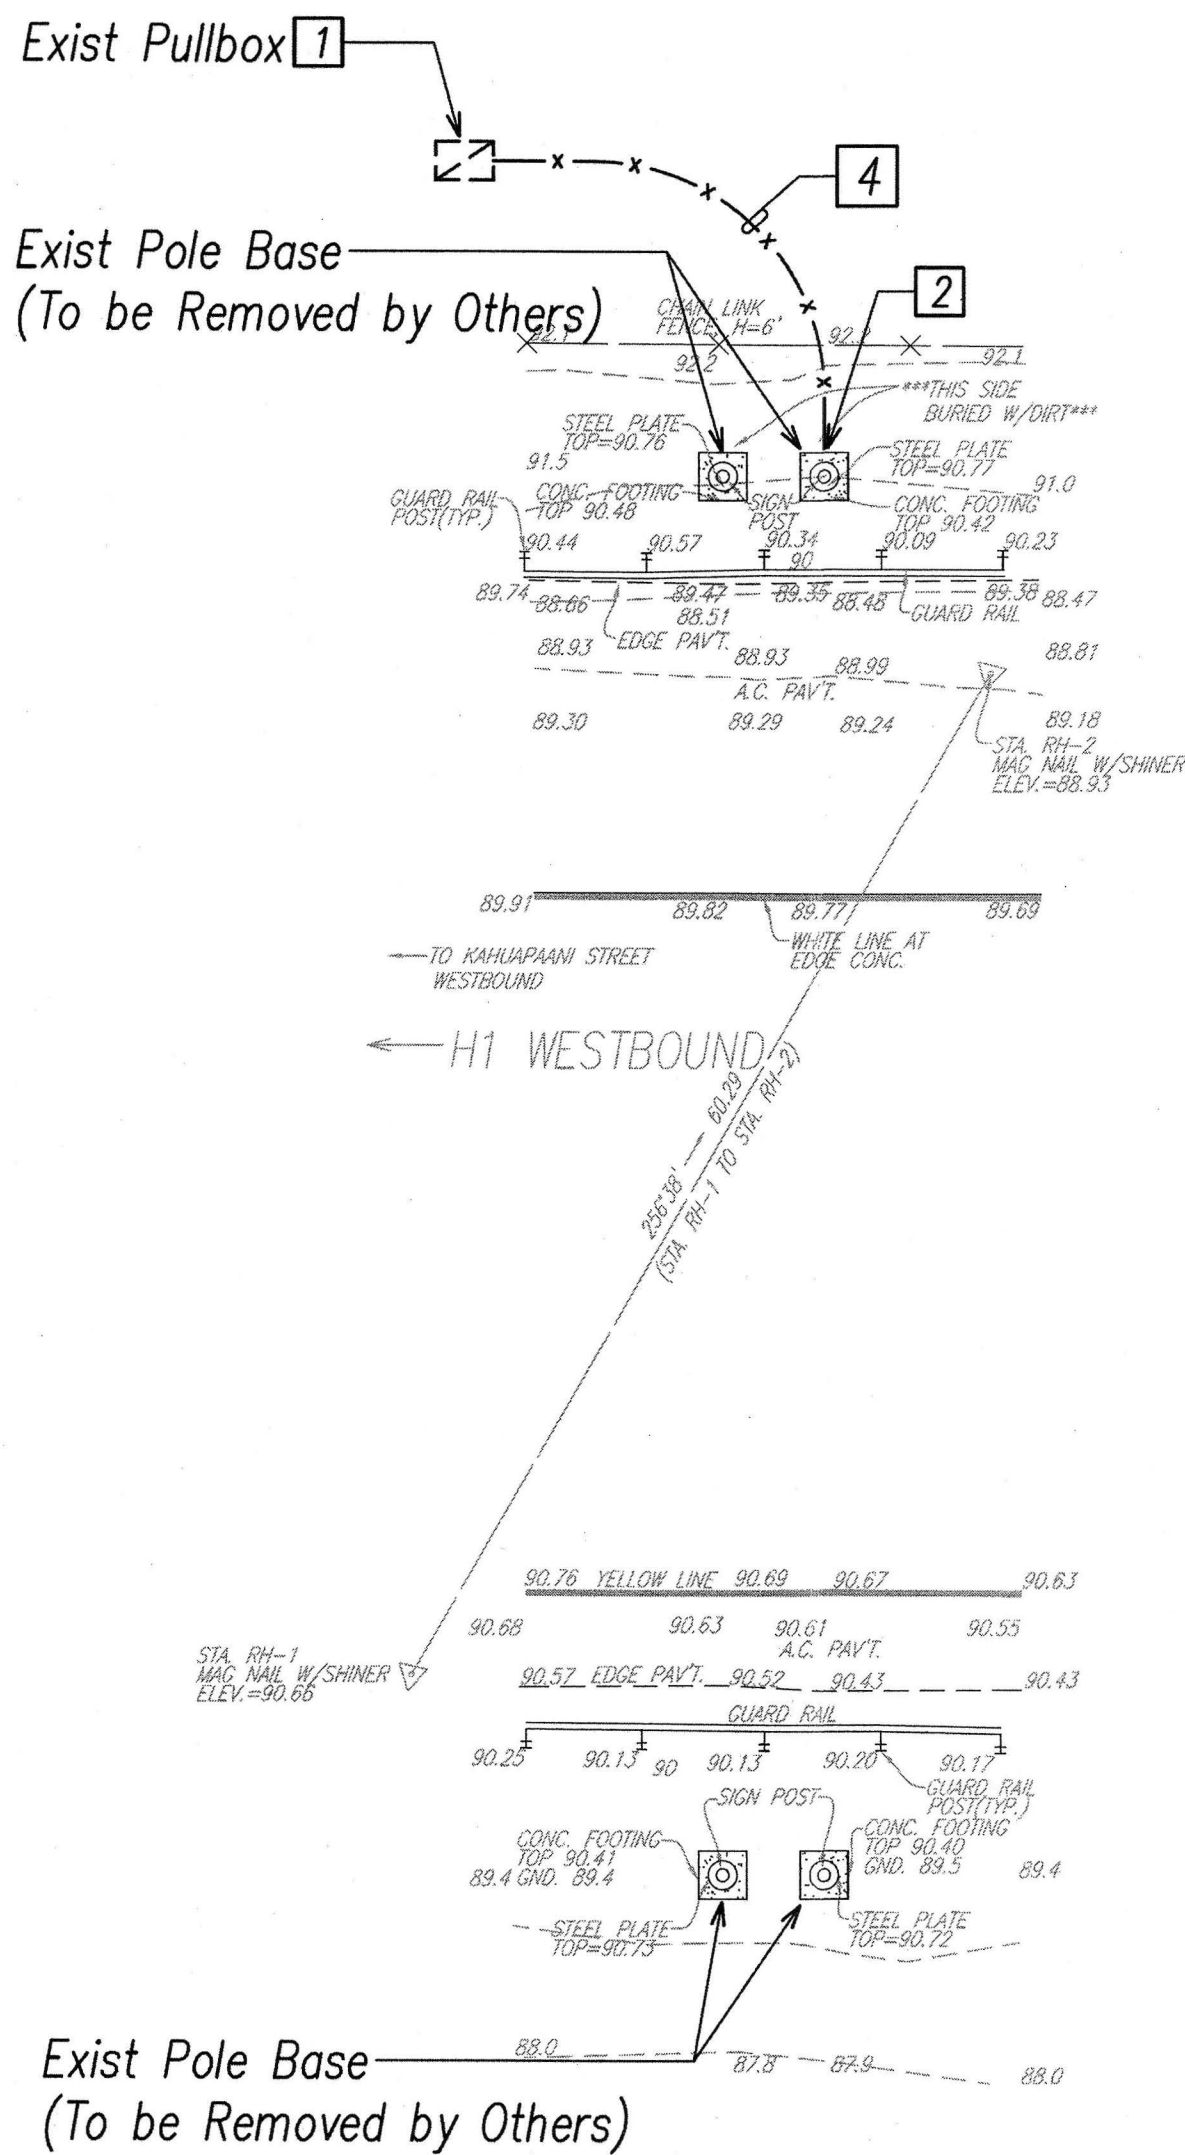 Exist Pullbox 1
4
Exist Pole Base
(To be Removed by Others)
2
CHAIN LINK
FENCE, H=6'
92.1
92.2
92.2
92.1
***THIS SIDE
BURIED W/DIRT***
STEEL PLATE
TOP=90.76
STEEL PLATE
TOP=90.77
91.5
91.0
GUARD RAIL
POST(TYP.)
CONC. FOOTING
TOP 90.48
SIGN
POST
CONC. FOOTING
TOP 90.42
90.44
90.57
90.34
90.09
90.23
90
89.74
88.66
89.47
89.35
88.48
89.38
88.47
88.51
GUARD RAIL
88.93
EDGE PAV'T.
88.93
88.99
88.81
A.C. PAV'T.
89.30
89.29
89.24
89.18
STA. RH-2
MAG NAIL W/SHINER
ELEV.=88.93
89.91
89.82
89.77
89.69
WHITE LINE AT
EDGE CONC.
TO KAHUAPAANI STREET
WESTBOUND
H1 WESTBOUND
256°38' 60.29
(STA. RH-1 TO STA. RH-2)
90.76 YELLOW LINE 90.69 90.67 90.63
90.68
90.63
90.61
90.55
A.C. PAV'T.
STA. RH-1
MAG NAIL W/SHINER
ELEV.=90.66
90.57 EDGE PAV'T. 90.52 90.43 90.43
GUARD RAIL
90.25
90.13
90
90.13
90.20
90.17
GUARD RAIL
POST(TYP.)
SIGN POST
CONC. FOOTING
TOP 90.41
GND. 89.4
89.4
CONC. FOOTING
TOP 90.40
GND. 89.5
89.4
STEEL PLATE
TOP=90.73
STEEL PLATE
TOP=90.72
88.0
87.8
87.9
88.0
Exist Pole Base
(To be Removed by Others)